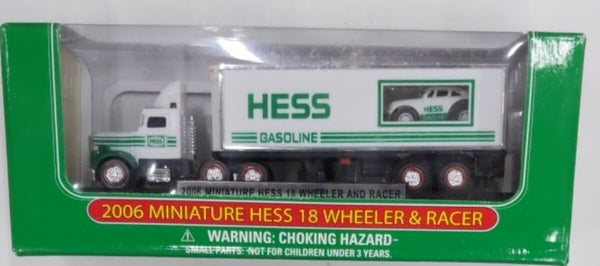 HESS
GASOLINE
HESS
GASOLINE
HESS
2006 MINIATURE HESS 18 WHEELER AND RACER
2006 MINIATURE HESS 18 WHEELER & RACER
WARNING: CHOKING HAZARD-
SMALL PARTS. NOT FOR CHILDREN UNDER 3 YEARS.